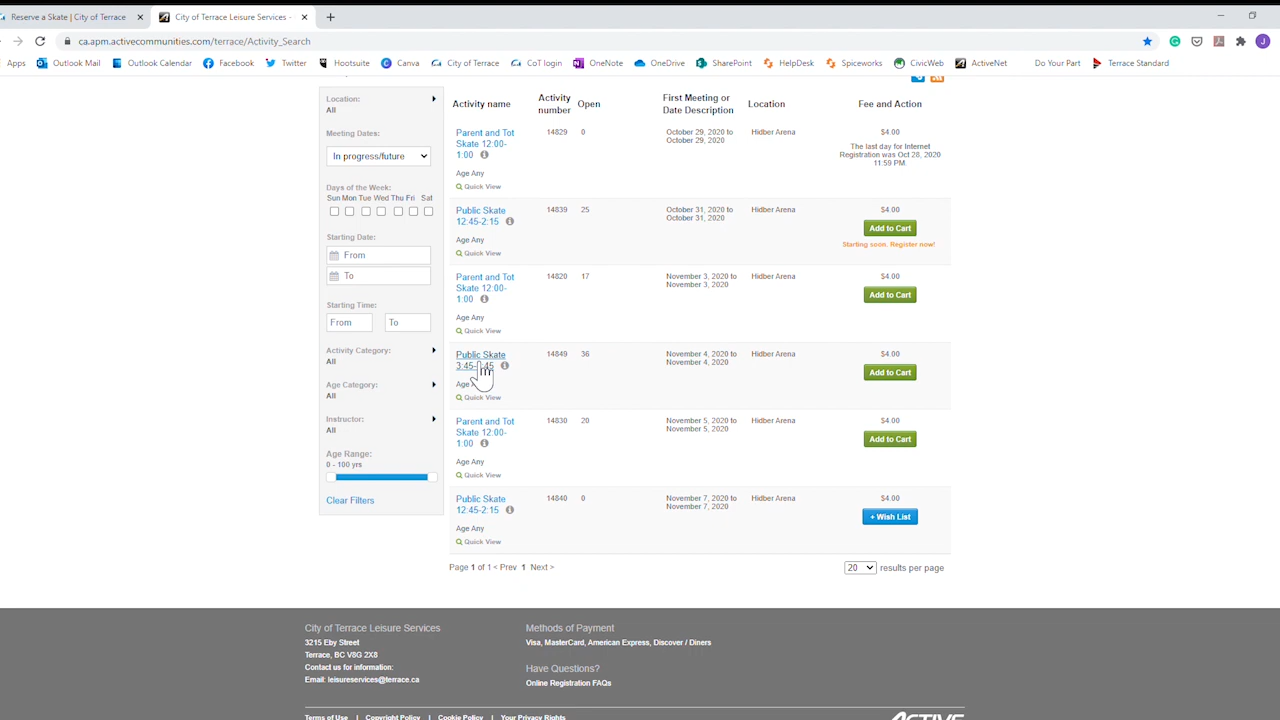 Reserve a Skate | City of Terrace
City of Terrace Leisure Services -
ca.apm.activecommunities.com/terrace/Activity_Search
Apps Outlook Mail Outlook Calendar Facebook Twitter Hootsuite Canva City of Terrace CoT login OneNote OneDrive SharePoint HelpDesk Spiceworks CivicWeb ActiveNet Do Your Part Terrace Standard
Location:
All
Meeting Dates:
In progress/future
Days of the Week:
Sun Mon Tue Wed Thu Fri Sat
Starting Date:
From
To
Starting Time:
From To
Activity Category:
All
Age Category:
All
Instructor:
All
Age Range:
0 - 100 yrs
Clear Filters
Activity name Activity number Open First Meeting or Date Description Location Fee and Action
Parent and Tot 14829 0 October 29, 2020 to Hidber Arena $4.00
Skate 12:00- October 29, 2020
1:00
The last day for Internet
Registration was Oct 28, 2020
11:59 PM.
Age Any
Quick View
Public Skate 14839 25 October 31, 2020 to Hidber Arena $4.00
12:45-2:15 October 31, 2020
Add to Cart
Starting soon. Register now!
Age Any
Quick View
Parent and Tot 14820 17 November 3, 2020 to Hidber Arena $4.00
Skate 12:00- November 3, 2020
1:00
Add to Cart
Age Any
Quick View
Public Skate 14849 36 November 4, 2020 to Hidber Arena $4.00
3:45- 45 November 4, 2020
Add to Cart
Age
Quick View
Parent and Tot 14830 20 November 5, 2020 to Hidber Arena $4.00
Skate 12:00- November 5, 2020
1:00
Add to Cart
Age Any
Quick View
Public Skate 14840 0 November 7, 2020 to Hidber Arena $4.00
12:45-2:15 November 7, 2020
+ Wish List
Age Any
Quick View
Page 1 of 1 < Prev 1 Next >
20 results per page
City of Terrace Leisure Services
3215 Eby Street
Terrace, BC V8G 2X8
Contact us for information:
Email: leisureservices@terrace.ca
Methods of Payment
Visa, MasterCard, American Express, Discover / Diners
Have Questions?
Online Registration FAQs
Terms of Use | Copyright Policy | Cookie Policy | Your Privacy Rights
ACTIVE